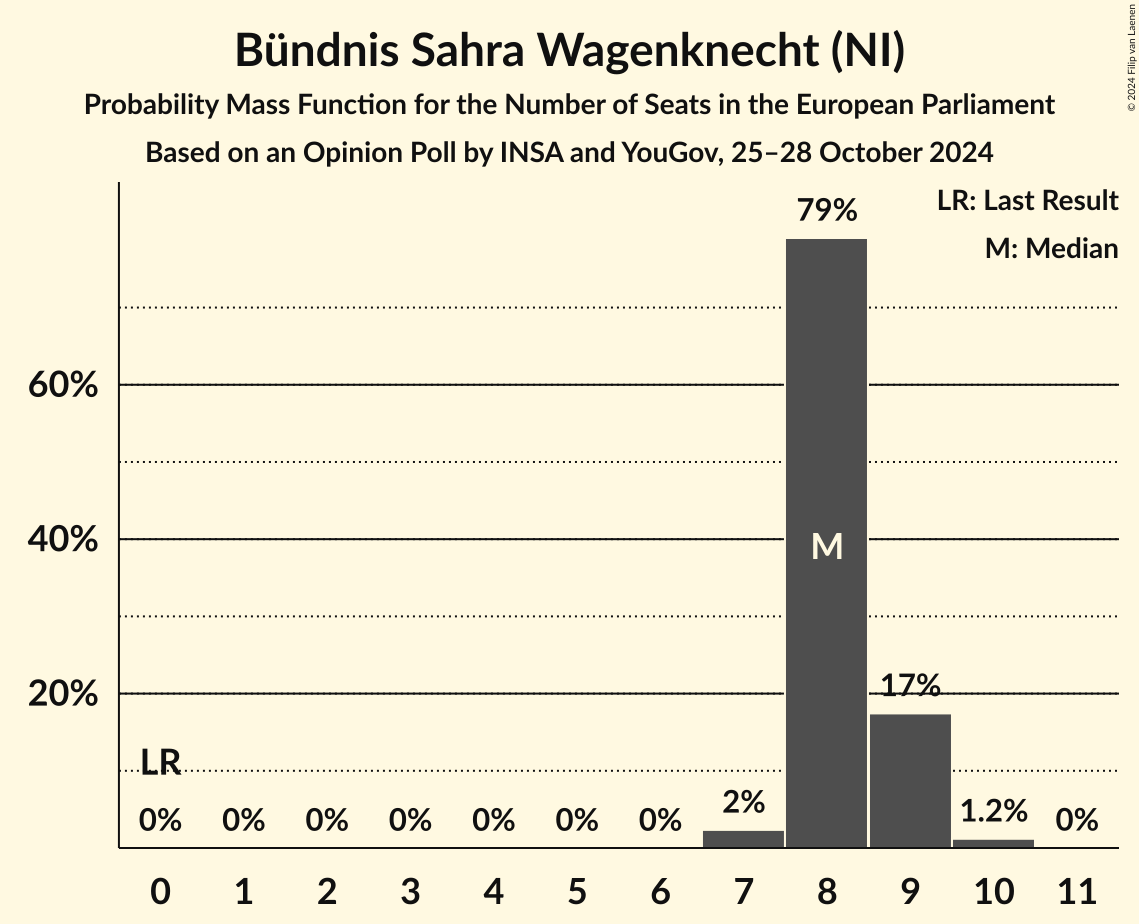 Bündnis Sahra Wagenknecht (NI)
Probability Mass Function for the Number of Seats in the European Parliament
Based on an Opinion Poll by INSA and YouGov, 25–28 October 2024
© 2024 Filip van Laenen
LR: Last Result
M: Median
79%
60%
40%
M
20%
17%
LR
0% 0% 0% 0% 0% 0% 0% 2% 1.2% 0%
0 1 2 3 4 5 6 7 8 9 10 11